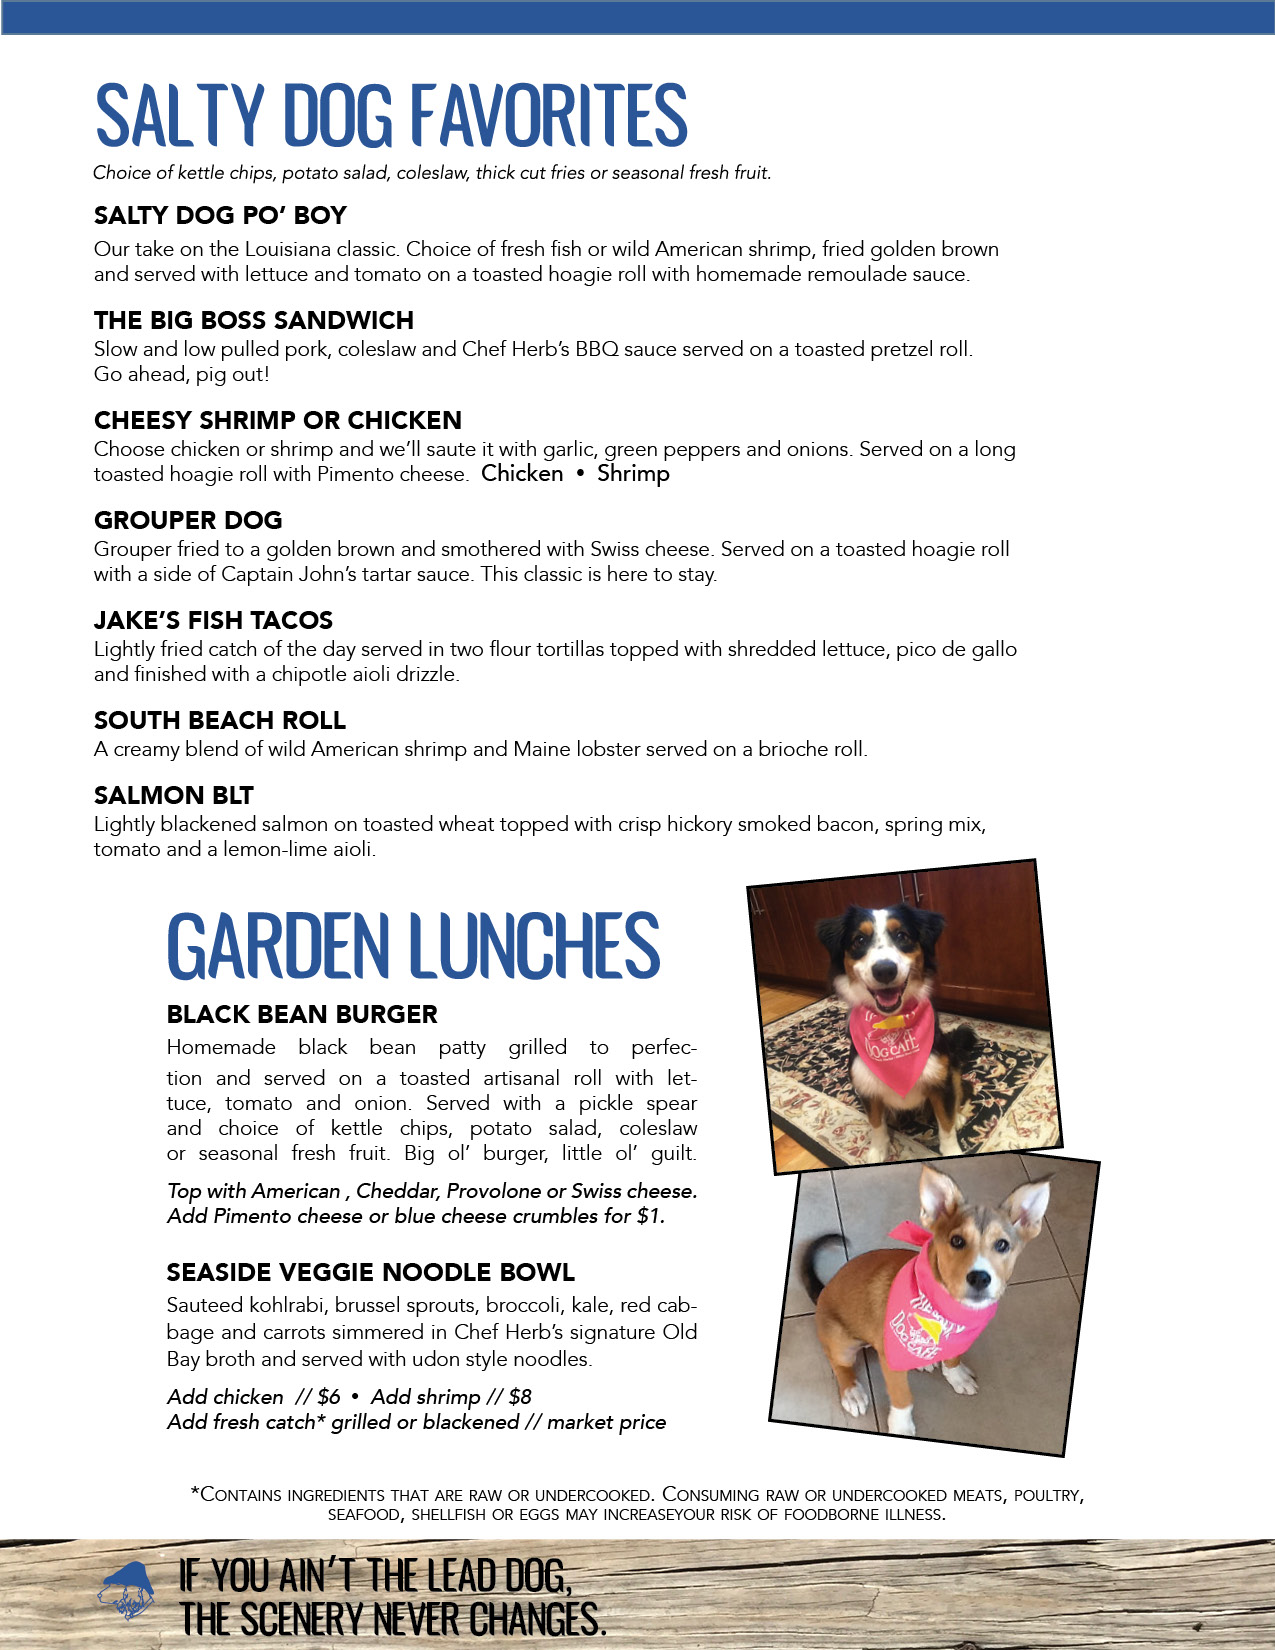 SALTY DOG FAVORITES
Choice of kettle chips, potato salad, coleslaw, thick cut fries or seasonal fresh fruit.
SALTY DOG PO’ BOY
Our take on the Louisiana classic. Choice of fresh fish or wild American shrimp, fried golden brown
and served with lettuce and tomato on a toasted hoagie roll with homemade remoulade sauce.
THE BIG BOSS SANDWICH
Slow and low pulled pork, coleslaw and Chef Herb’s BBQ sauce served on a toasted pretzel roll.
Go ahead, pig out!
CHEESY SHRIMP OR CHICKEN
Choose chicken or shrimp and we’ll saute it with garlic, green peppers and onions. Served on a long
toasted hoagie roll with Pimento cheese. Chicken • Shrimp
GROUPER DOG
Grouper fried to a golden brown and smothered with Swiss cheese. Served on a toasted hoagie roll
with a side of Captain John’s tartar sauce. This classic is here to stay.
JAKE’S FISH TACOS
Lightly fried catch of the day served in two flour tortillas topped with shredded lettuce, pico de gallo
and finished with a chipotle aioli drizzle.
SOUTH BEACH ROLL
A creamy blend of wild American shrimp and Maine lobster served on a brioche roll.
SALMON BLT
Lightly blackened salmon on toasted wheat topped with crisp hickory smoked bacon, spring mix,
tomato and a lemon-lime aioli.
GARDEN LUNCHES
BLACK BEAN BURGER
Homemade black bean patty grilled to perfec-
tion and served on a toasted artisanal roll with let-
tuce, tomato and onion. Served with a pickle spear
and choice of kettle chips, potato salad, coleslaw
or seasonal fresh fruit. Big ol’ burger, little ol’ guilt.
Top with American , Cheddar, Provolone or Swiss cheese.
Add Pimento cheese or blue cheese crumbles for $1.
SEASIDE VEGGIE NOODLE BOWL
Sauteed kohlrabi, brussel sprouts, broccoli, kale, red cab-
bage and carrots simmered in Chef Herb’s signature Old
Bay broth and served with udon style noodles.
Add chicken // $6 • Add shrimp // $8
Add fresh catch* grilled or blackened // market price
DOG CAFE
THE SALTY
DOG CAFE
*CONTAINS INGREDIENTS THAT ARE RAW OR UNDERCOOKED. CONSUMING RAW OR UNDERCOOKED MEATS, POULTRY,
SEAFOOD, SHELLFISH OR EGGS MAY INCREASEYOUR RISK OF FOODBORNE ILLNESS.
IF YOU AIN’T THE LEAD DOG,
THE SCENERY NEVER CHANGES.